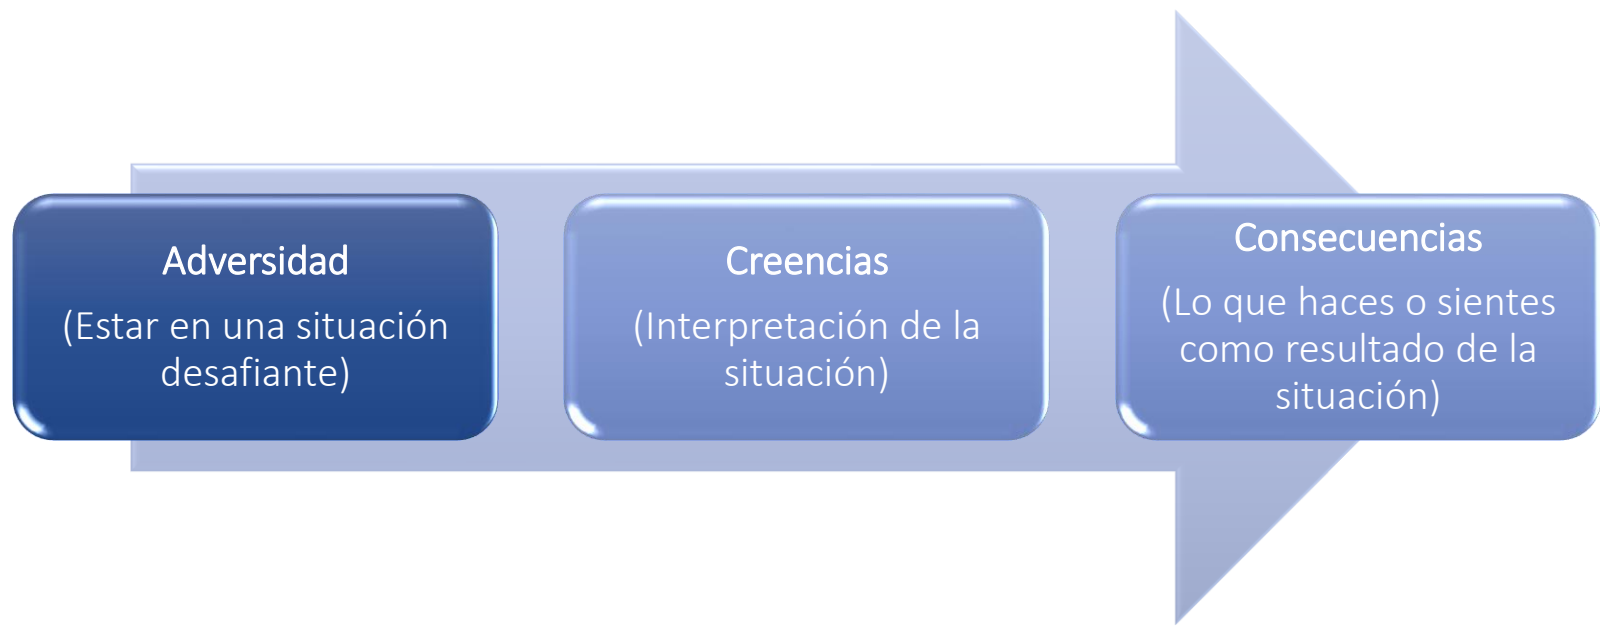 Adversidad
(Estar en una situación
desafiante)
Creencias
(Interpretación de la
situación)
Consecuencias
(Lo que haces o sientes
como resultado de la
situación)